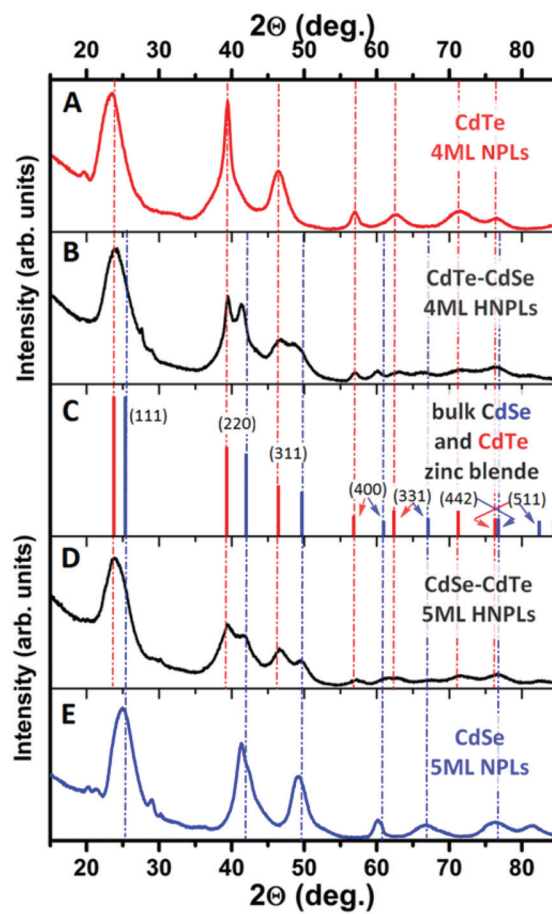 2Θ (deg.)
20 30 40 50 60 70 80
A
CdTe
4ML NPLs
B
CdTe-CdSe
4ML HNPLs
Intensity (arb. units)
C
bulk CdSe
and CdTe
zinc blende
(111)
(220)
(311)
(400)
(331)
(442)
(511)
D
CdSe-CdTe
5ML HNPLs
Intensity (arb. units)
E
CdSe
5ML NPLs
20 30 40 50 60 70 80
2Θ (deg.)